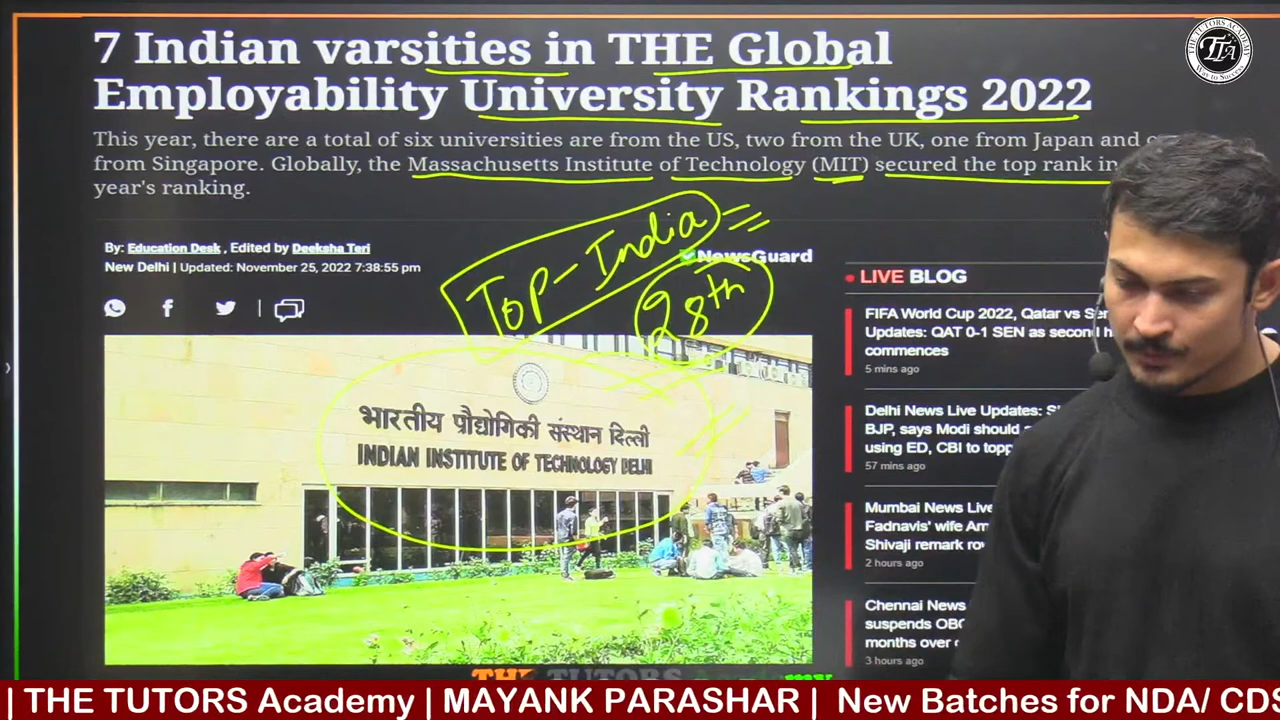 7 Indian varsities in THE Global
Employability University Rankings 2022
This year, there are a total of six universities are from the US, two from the UK, one from Japan and
from Singapore. Globally, the Massachusetts Institute of Technology (MIT) secured the top rank in
year's ranking.
THE TUTORS ACADEMY
TTA
Way to Success
By: Education Desk , Edited by Deeksha Teri
New Delhi | Updated: November 25, 2022 7:38:55 pm
NewsGuard
Top-India
28th
भारतीय प्रौद्योगिकी संस्थान दिल्ली
INDIAN INSTITUTE OF TECHNOLOGY DELHI
LIVE BLOG
FIFA World Cup 2022, Qatar vs
Updates: QAT 0-1 SEN as second
commences
5 mins ago
Delhi News Live Updates:
BJP, says Modi should
using ED, CBI to
57 mins ago
Mumbai News
Fadnavis' wife
Shivaji remark
2 hours ago
Chennai News
suspends
months over
3 hours ago
THE TUTORS
| THE TUTORS Academy | MAYANK PARASHAR | New Batches for NDA/ CDS